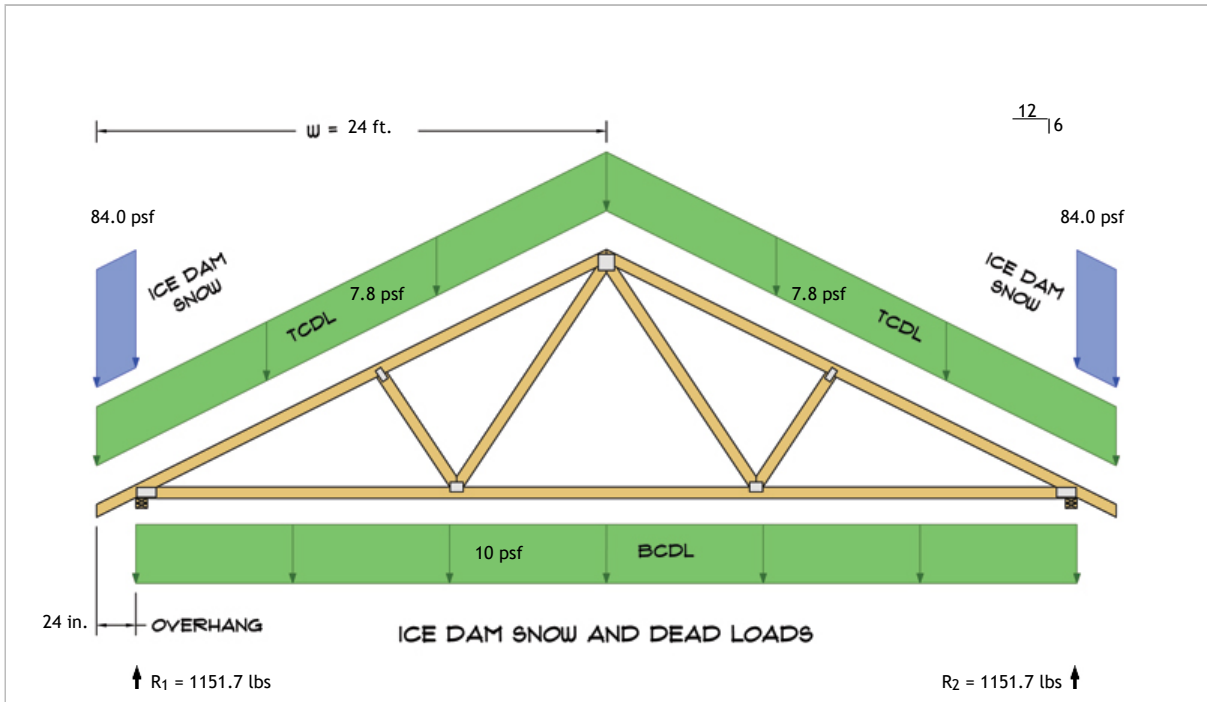 W = 24 ft.
12
6
84.0 psf
84.0 psf
ICE DAM
SNOW
ICE DAM
SNOW
7.8 psf
7.8 psf
TCDL
TCDL
10 psf
BCDL
24 in.
OVERHANG
ICE DAM SNOW AND DEAD LOADS
R₁ = 1151.7 lbs
R₂ = 1151.7 lbs